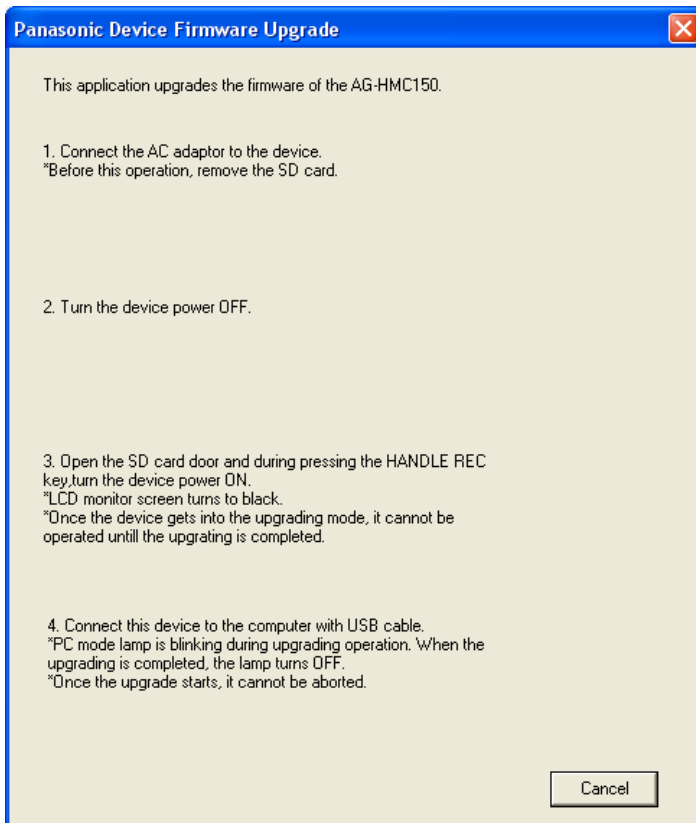 Panasonic Device Firmware Upgrade
This application upgrades the firmware of the AG-HMC150.
1. Connect the AC adaptor to the device.
*Before this operation, remove the SD card.
2. Turn the device power OFF.
3. Open the SD card door and during pressing the HANDLE REC
key,turn the device power ON.
*LCD monitor screen turns to black.
*Once the device gets into the upgrading mode, it cannot be
operated untill the upgrating is completed.
4. Connect this device to the computer with USB cable.
*PC mode lamp is blinking during upgrading operation. When the
upgrading is completed, the lamp turns OFF.
*Once the upgrade starts, it cannot be aborted.
Cancel